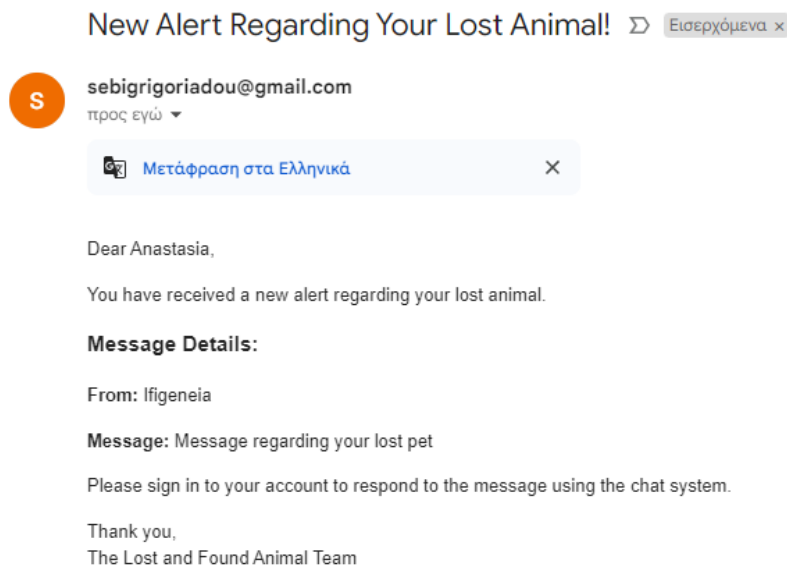 New Alert Regarding Your Lost Animal! Εισερχόμενα ×
S
sebigrigoriadou@gmail.com
προς εγώ
Μετάφραση στα Ελληνικά
Dear Anastasia,
You have received a new alert regarding your lost animal.
Message Details:
From: Ifigeneia
Message: Message regarding your lost pet
Please sign in to your account to respond to the message using the chat system.
Thank you,
The Lost and Found Animal Team